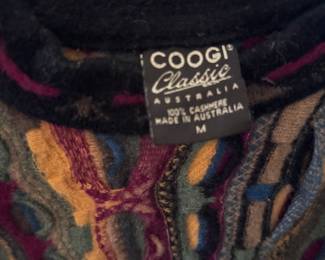 COOGI®
Classic
AUSTRALIA
100% CASHMERE
MADE IN AUSTRALIA
M